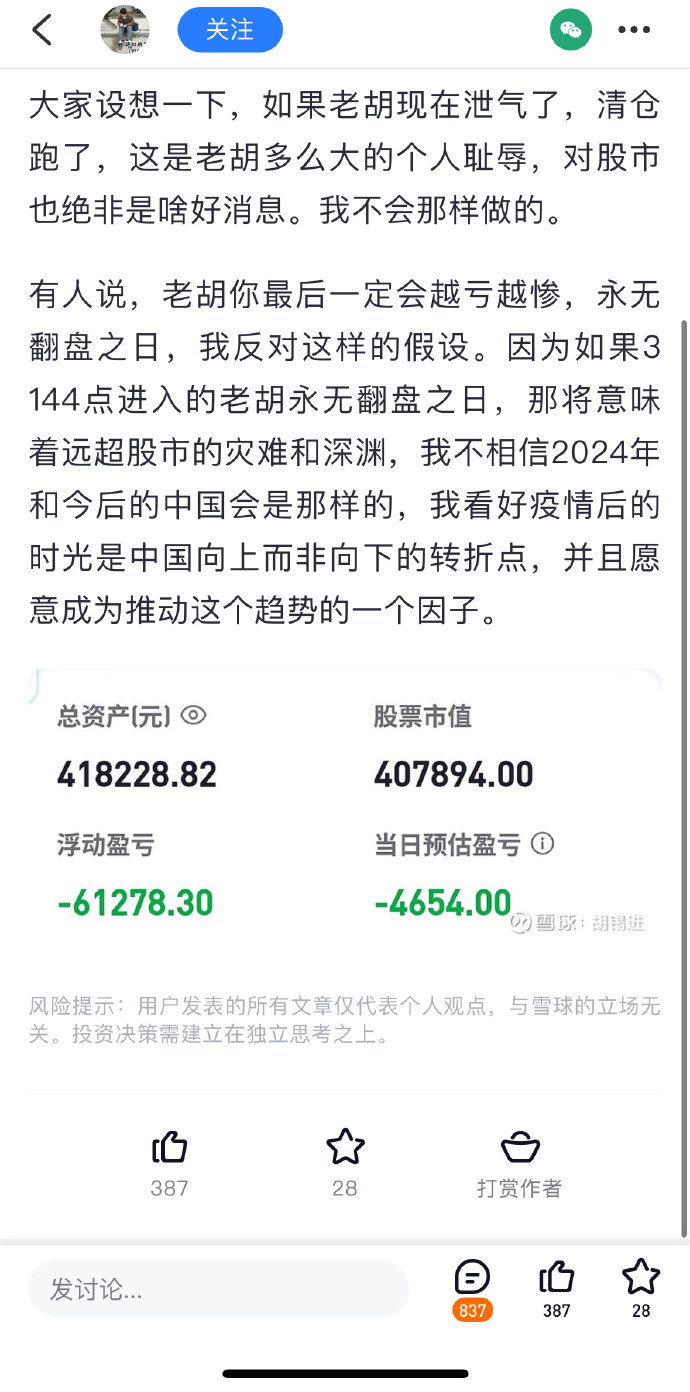 关注
大家设想一下，如果老胡现在泄气了，清仓
跑了，这是老胡多么大的个人耻辱，对股市
也绝非是啥好消息。我不会那样做的。
有人说，老胡你最后一定会越亏越惨，永无
翻盘之日，我反对这样的假设。因为如果3
144点进入的老胡永无翻盘之日，那将意味
着远超股市的灾难和深渊，我不相信2024年
和今后的中国会是那样的，我看好疫情后的
时光是中国向上而非向下的转折点，并且愿
意成为推动这个趋势的一个因子。
总资产(元) 股票市值
418228.82 407894.00
浮动盈亏 当日预估盈亏
-61278.30 -4654.00
雪球：胡锡进
风险提示：用户发表的所有文章仅代表个人观点，与雪球的立场无
关。投资决策需建立在独立思考之上。
387 28 打赏作者
发讨论... 837 387 28